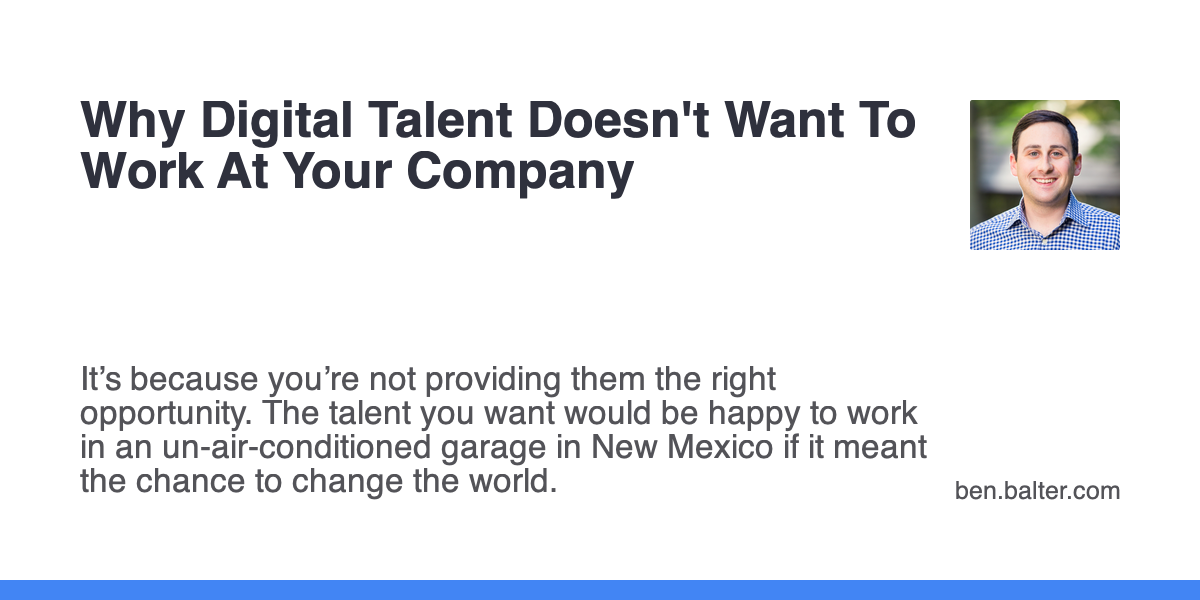 Why Digital Talent Doesn't Want To
Work At Your Company
It’s because you’re not providing them the right
opportunity. The talent you want would be happy to work
in an un-air-conditioned garage in New Mexico if it meant
the chance to change the world.
ben.balter.com